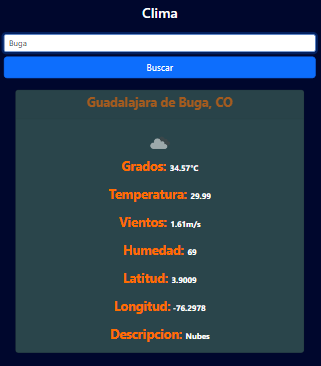 Clima
Buga
Buscar
Guadalajara de Buga, CO
Grados: 34.57°C
Temperatura: 29.99
Vientos: 1.61m/s
Humedad: 69
Latitud: 3.9009
Longitud: -76.2978
Descripcion: Nubes